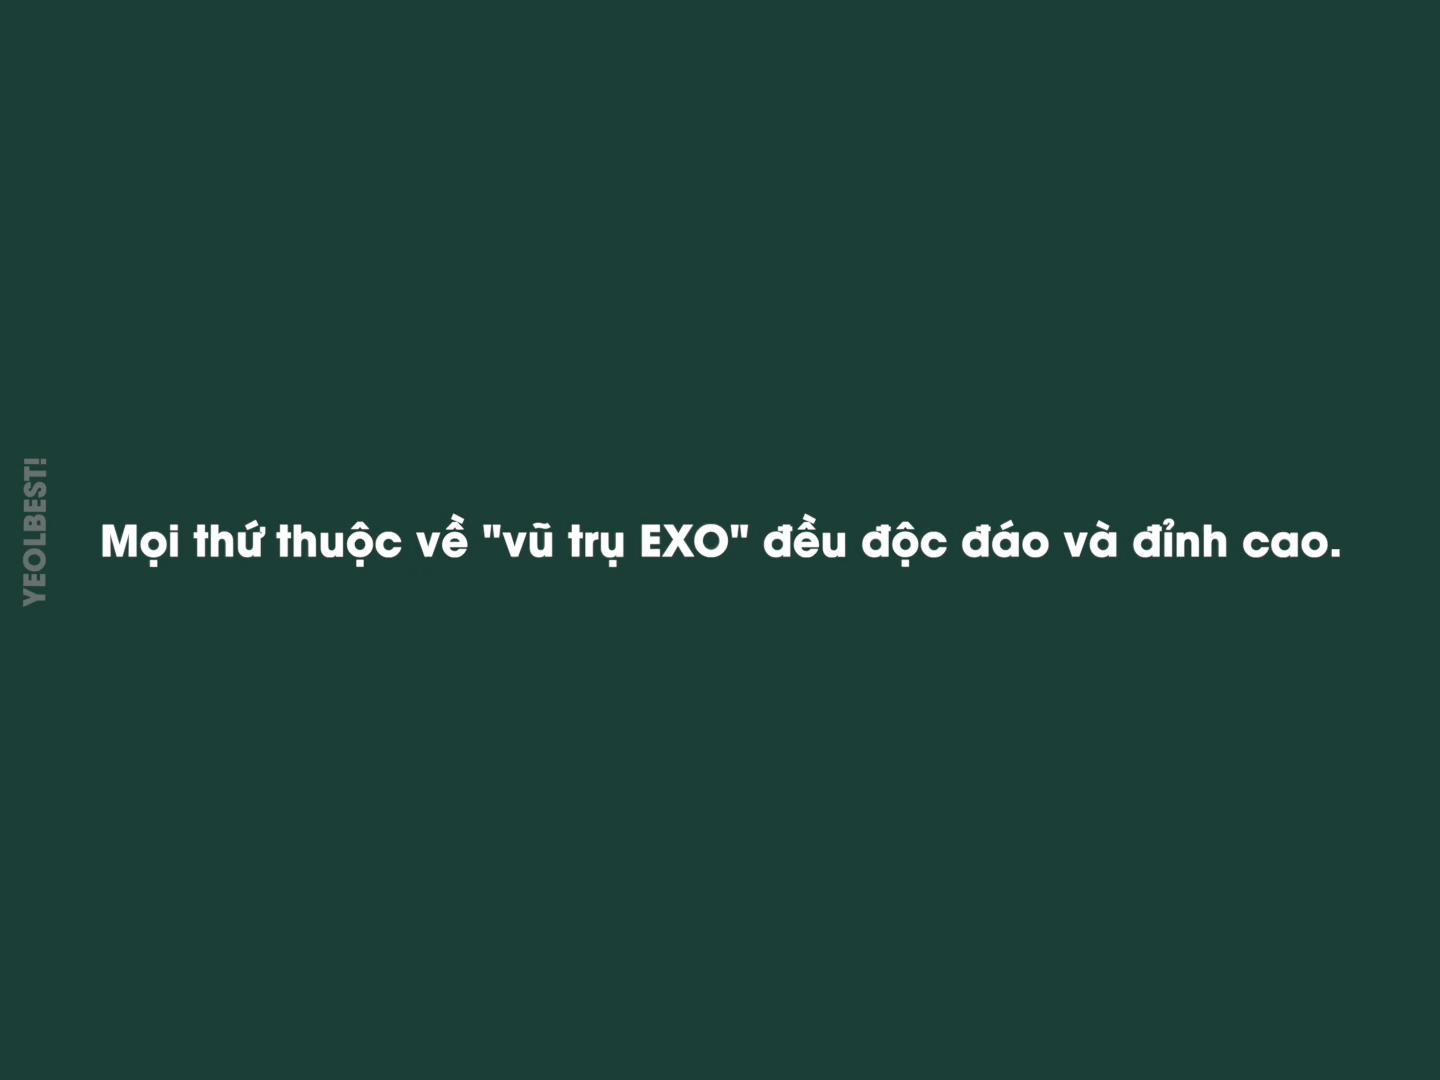 YEOLBEST!
Mọi thứ thuộc về "vũ trụ EXO" đều độc đáo và đỉnh cao.